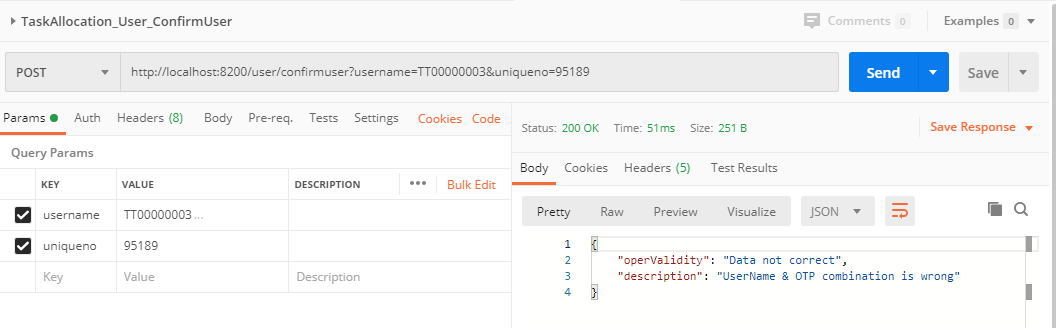 TaskAllocation_User_ConfirmUser
Comments 0
Examples 0
POST
http://localhost:8200/user/confirmuser?username=TT00000003&uniqueno=95189
Send
Save
Params Auth Headers (8) Body Pre-req. Tests Settings Cookies Code
Query Params
KEY VALUE DESCRIPTION ••• Bulk Edit
username TT00000003...
uniqueno 95189
Key Value Description
Status: 200 OK Time: 51ms Size: 251 B Save Response
Body Cookies Headers (5) Test Results
Pretty Raw Preview Visualize JSON
1 {
2 "operValidity": "Data not correct",
3 "description": "UserName & OTP combination is wrong"
4 }